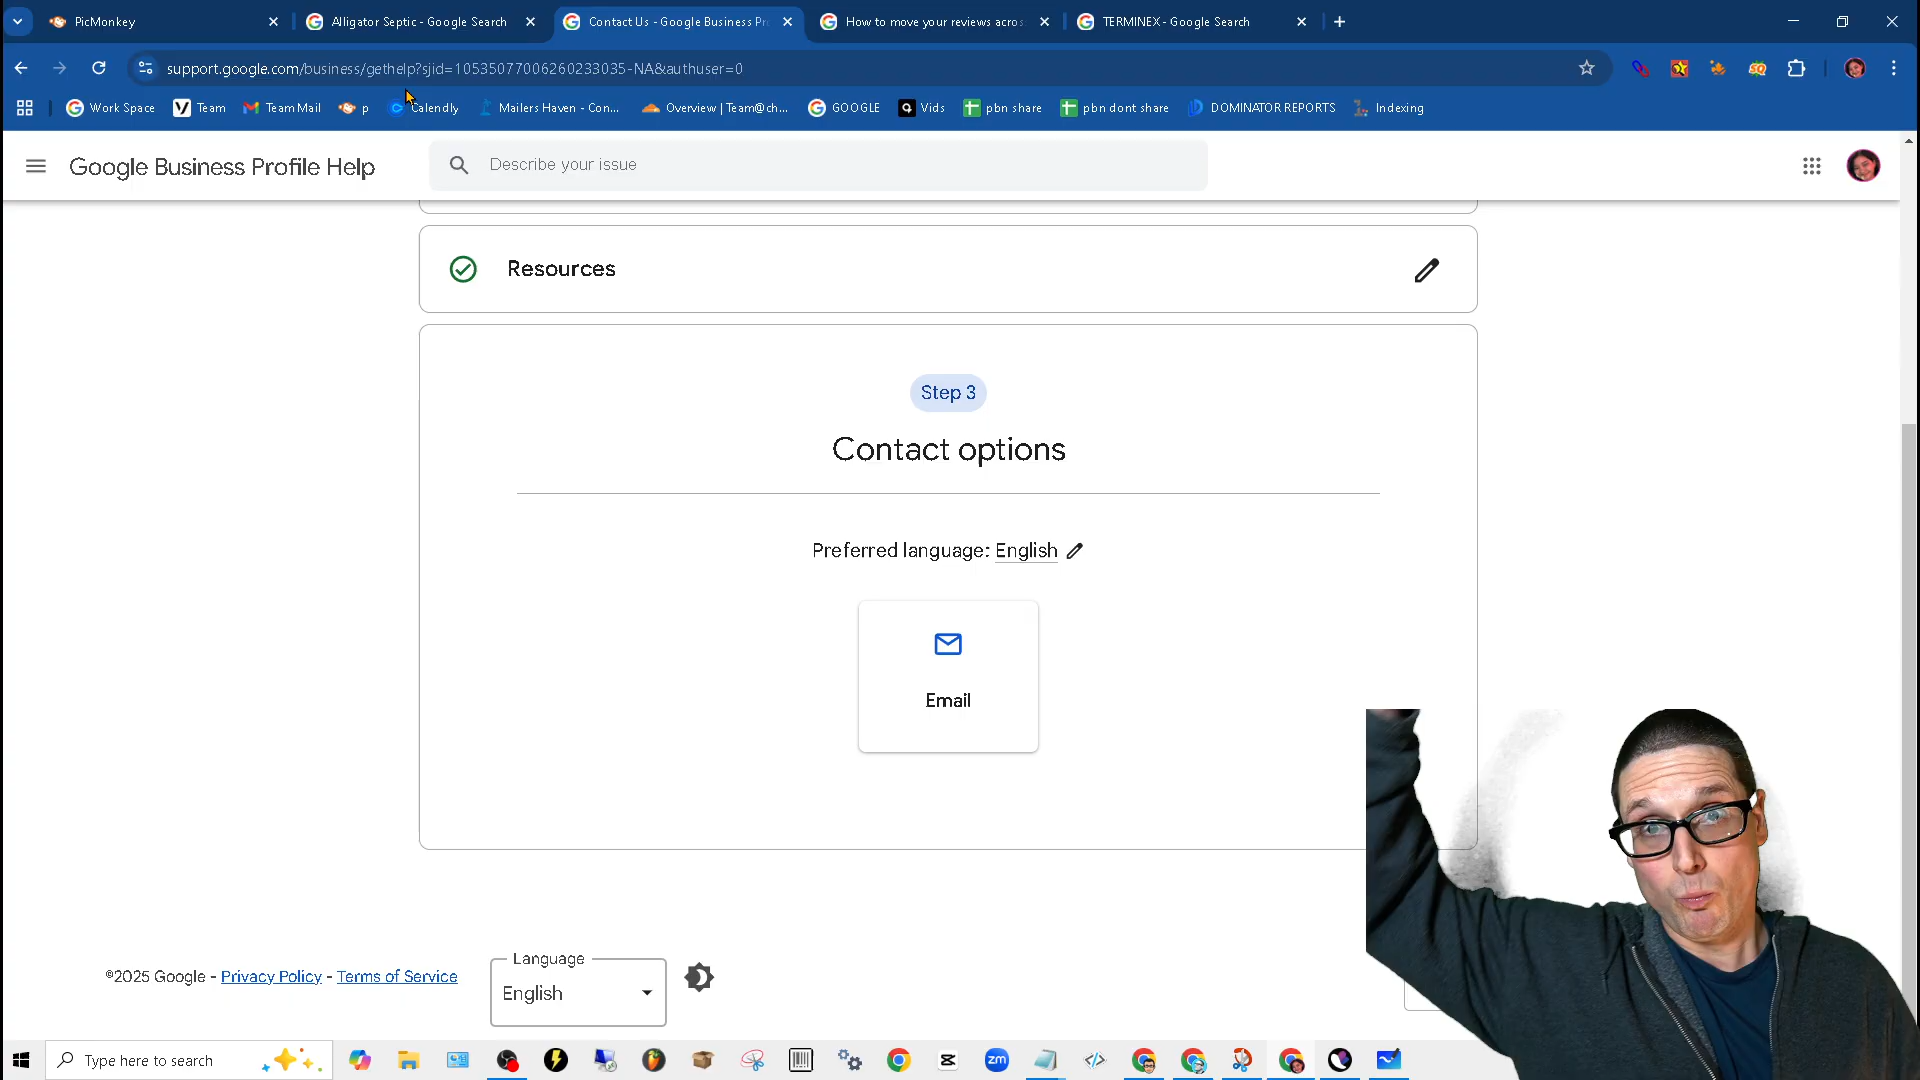 PicMonkey
Alligator Septic - Google Search
Contact Us - Google Business Pr
How to move your reviews acros
TERMINEX - Google Search
support.google.com/business/gethelp?sjid=10535077006260233035-NA&authuser=0
Work Space
Team
Team Mail
p
Calendly
Mailers Haven - Con...
Overview | Team@ch...
GOOGLE
Vids
pbn share
pbn dont share
DOMINATOR REPORTS
Indexing
Google Business Profile Help
Describe your issue
Resources
Step 3
Contact options
Preferred language: English
Email
©2025 Google - Privacy Policy - Terms of Service
Language
English
Type here to search
zm